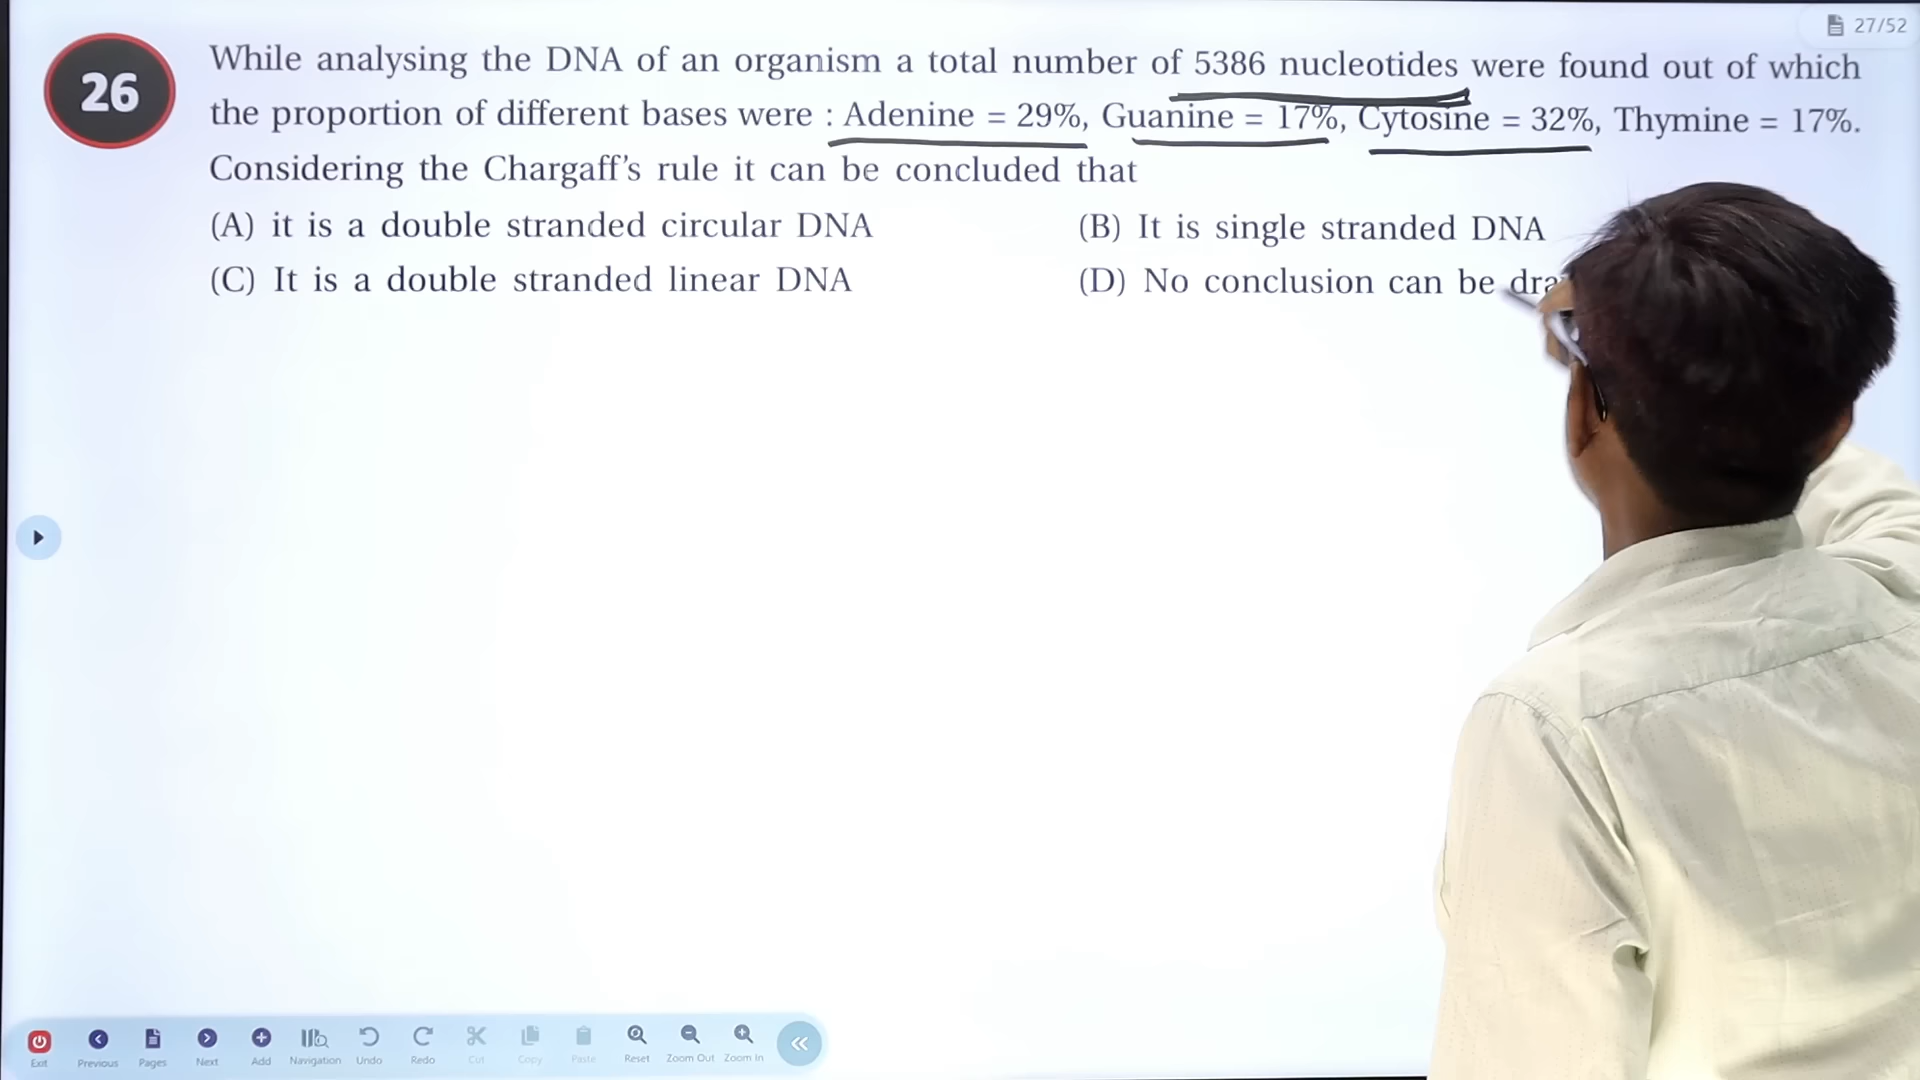 27/52
26
While analysing the DNA of an organism a total number of 5386 nucleotides were found out of which
the proportion of different bases were : Adenine = 29%, Guanine = 17%, Cytosine = 32%, Thymine = 17%.
Considering the Chargaff's rule it can be concluded that
(A) it is a double stranded circular DNA
(B) It is single stranded DNA
(C) It is a double stranded linear DNA
(D) No conclusion can be
Exit Previous Pages Next Add Navigation Undo Redo Cut Copy Paste Reset Zoom Out Zoom In